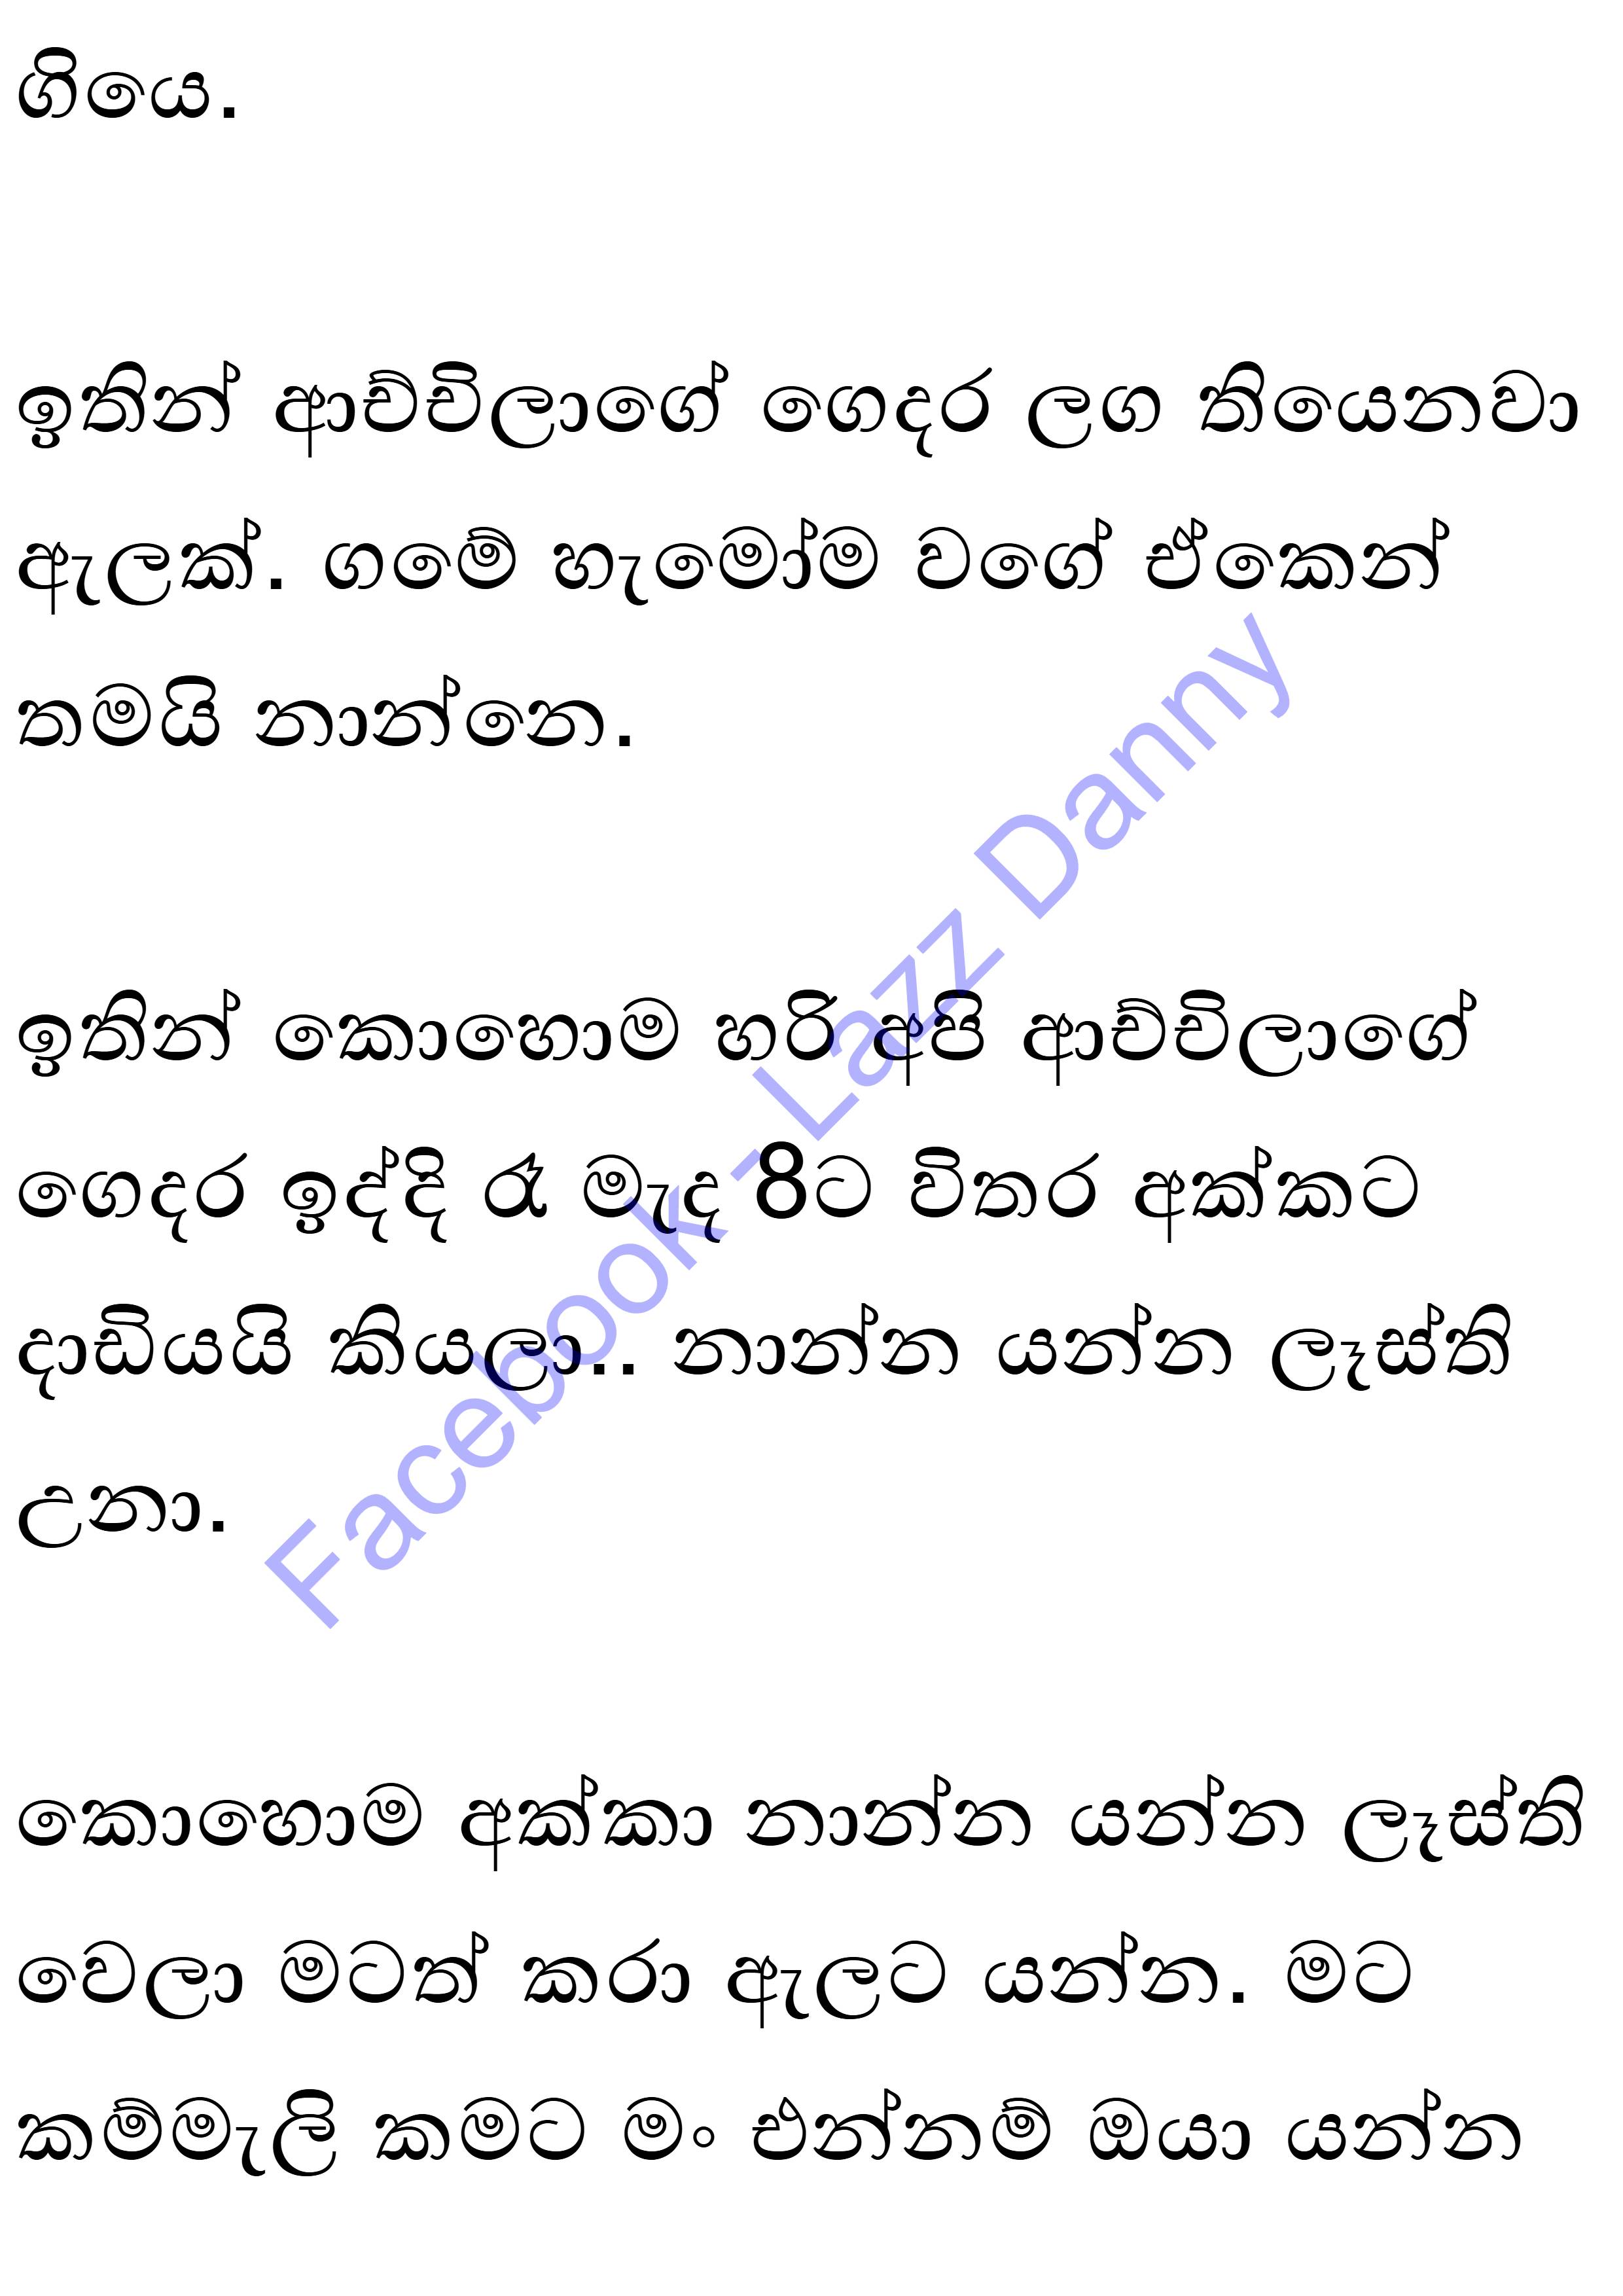 ගියෙ.
ඉතින් ආච්චිලාගේ ගෙදර ලඟ තියෙනවා
ඇලක්. ගමේ හැමෝම වගේ ඒකෙන්
තමයි නාන්නෙ.
ඉතින් කොහොම හරි අපි ආච්චිලාගේ
ගෙදර ඉද්දි රෑ මැද 8ට විතර අක්කට
දාඩියයි කියලා.. නාන්න යන්න ලෑස්ති
උනා.
කොහොම අක්කා නාන්න යන්න ලෑස්ති
වෙලා මටත් කරා ඇලට යන්න. මට
කම්මැලි කමට මං එන්නම් ඔයා යන්න
Facebook - Lazz Danny